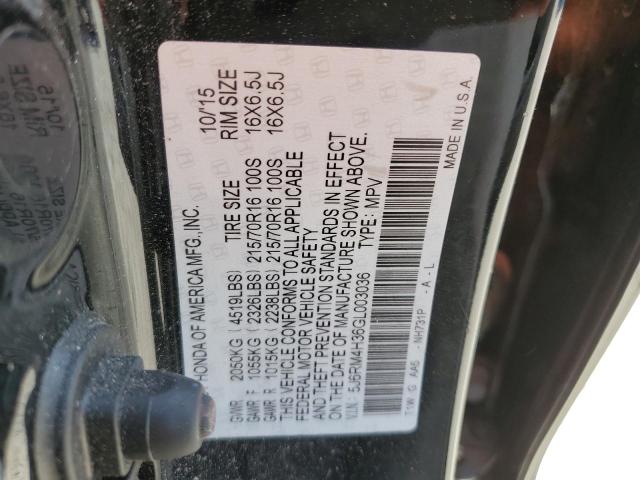 HONDA OF AMERICA MFG., INC. 10/15
TIRE SIZE RIM SIZE
GVWR 2050KG (4519LBS)
GAWR F 1055KG (2326LBS) 215/70R16 100S 16X6.5J
GAWR R 1015KG (2238LBS) 215/70R16 100S 16X6.5J
THIS VEHICLE CONFORMS TO ALL APPLICABLE
FEDERAL MOTOR VEHICLE SAFETY
AND THEFT PREVENTION STANDARDS IN EFFECT
ON THE DATE OF MANUFACTURE SHOWN ABOVE.
V.I.N.: 5J6RM4H36GL003036 TYPE: MPV
T1W G AA5 - NH731P - A - L
MADE IN U.S.A.